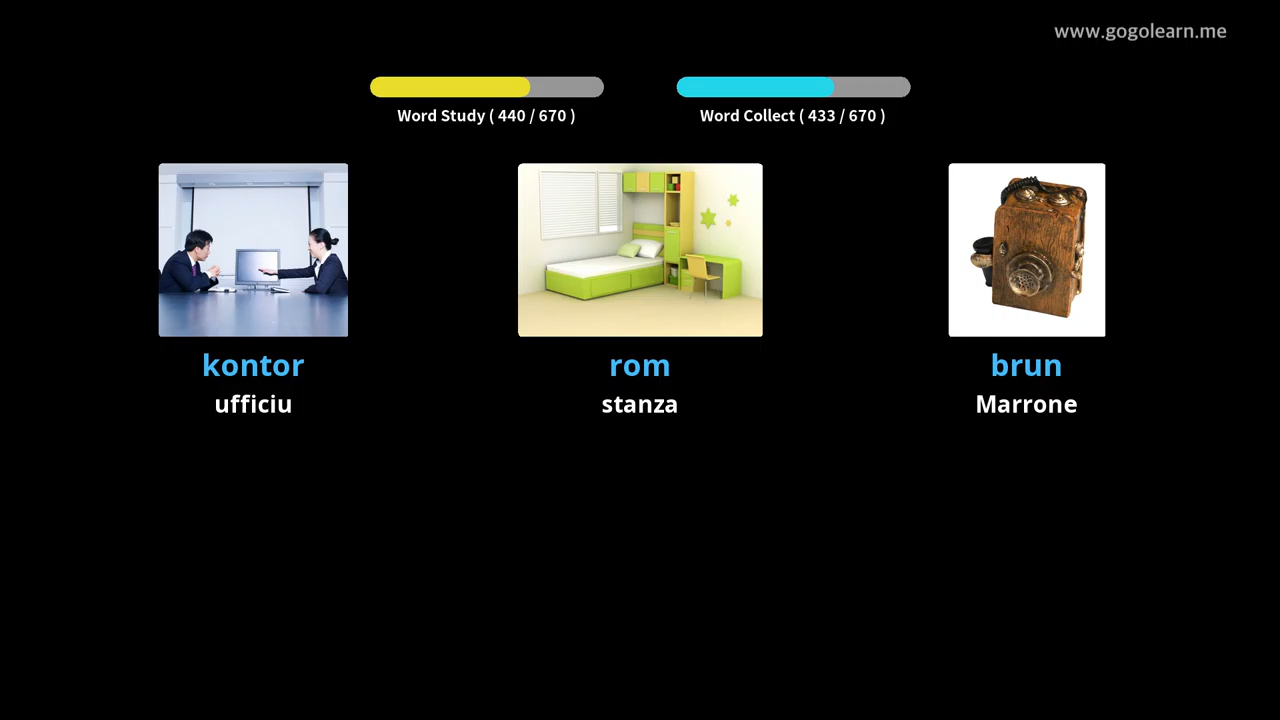 www.gogolearn.me
Word Study ( 440 / 670 )
Word Collect ( 433 / 670 )
kontor
ufficiu
rom
stanza
brun
Marrone